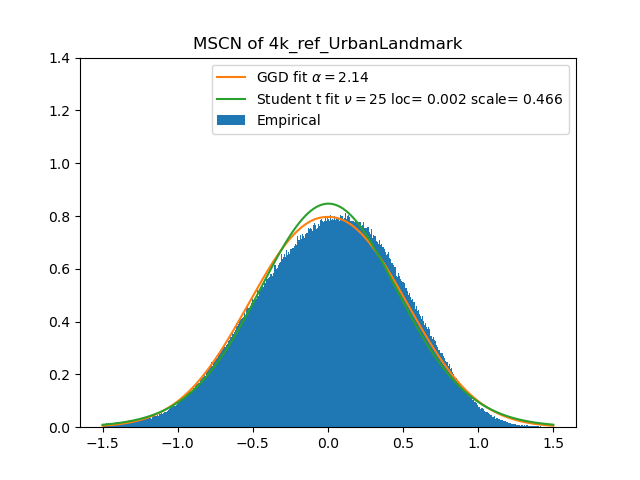 MSCN of 4k_ref_UrbanLandmark
GGD fit α = 2.14
Student t fit ν = 25 loc= 0.002 scale= 0.466
Empirical
1.4
1.2
1.0
0.8
0.6
0.4
0.2
0.0
−1.5 −1.0 −0.5 0.0 0.5 1.0 1.5